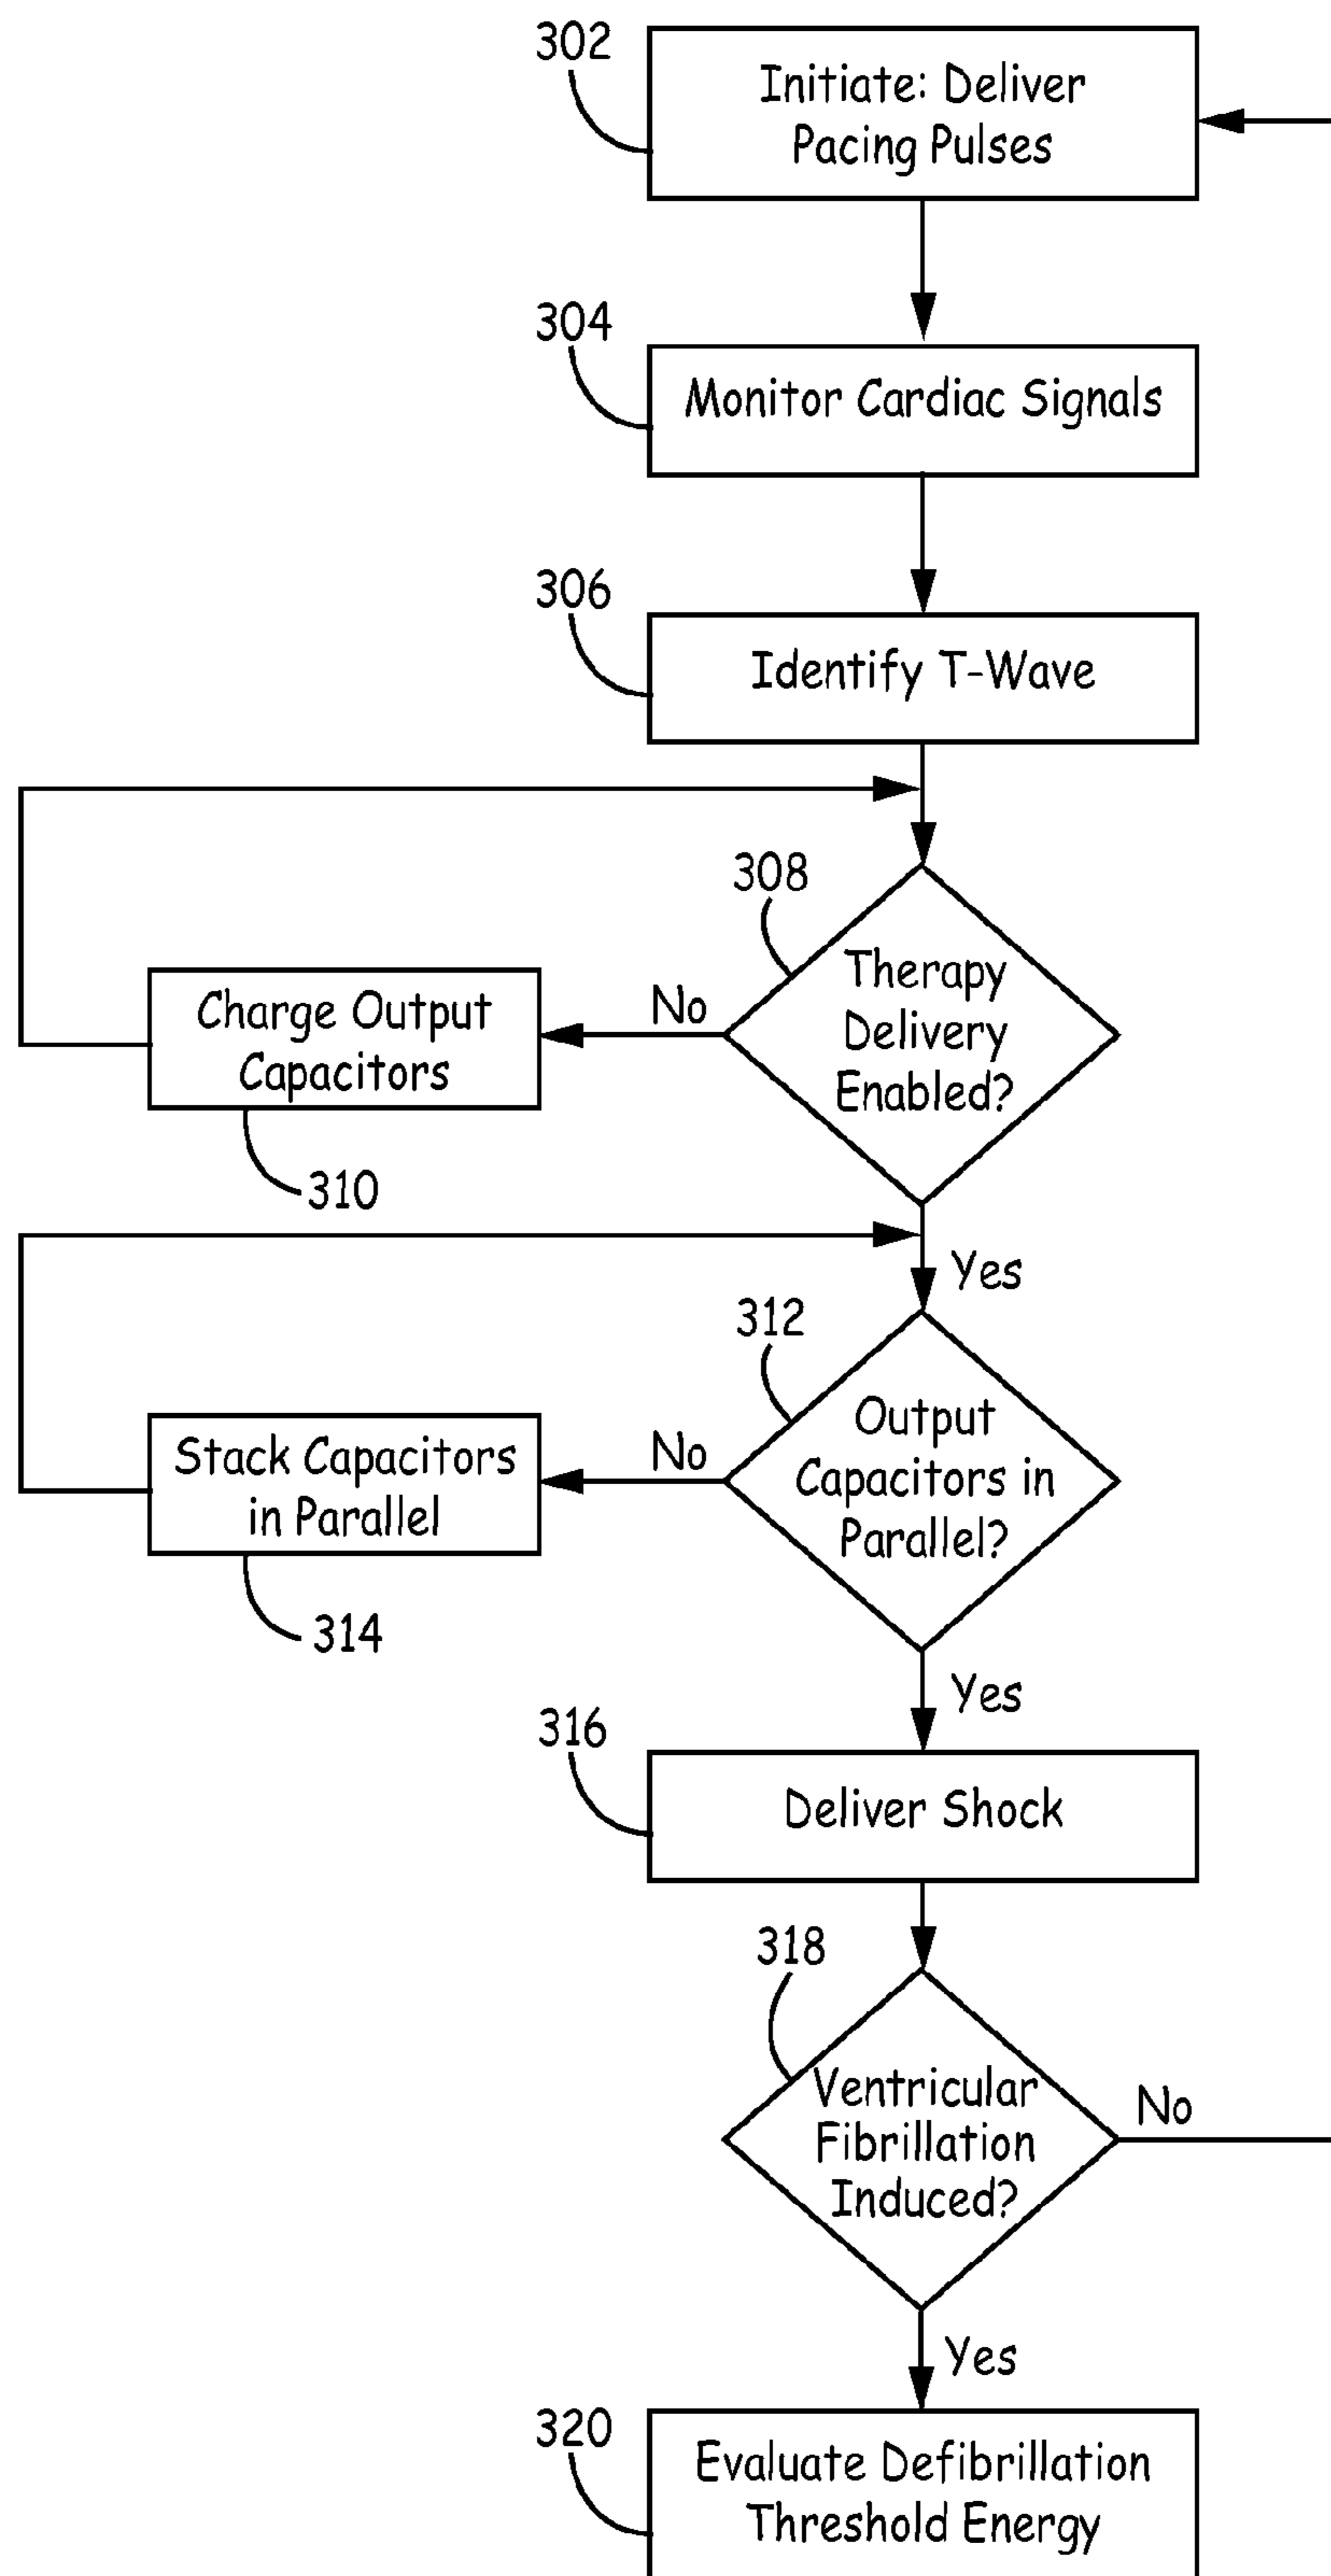 302
Initiate: Deliver
Pacing Pulses
304
Monitor Cardiac Signals
306
Identify T-Wave
308
Therapy
Delivery
Enabled?
No
Charge Output
Capacitors
310
Yes
312
Output
Capacitors in
Parallel?
No
Stack Capacitors
in Parallel
314
Yes
316
Deliver Shock
318
Ventricular
Fibrillation
Induced?
No
Yes
320
Evaluate Defibrillation
Threshold Energy